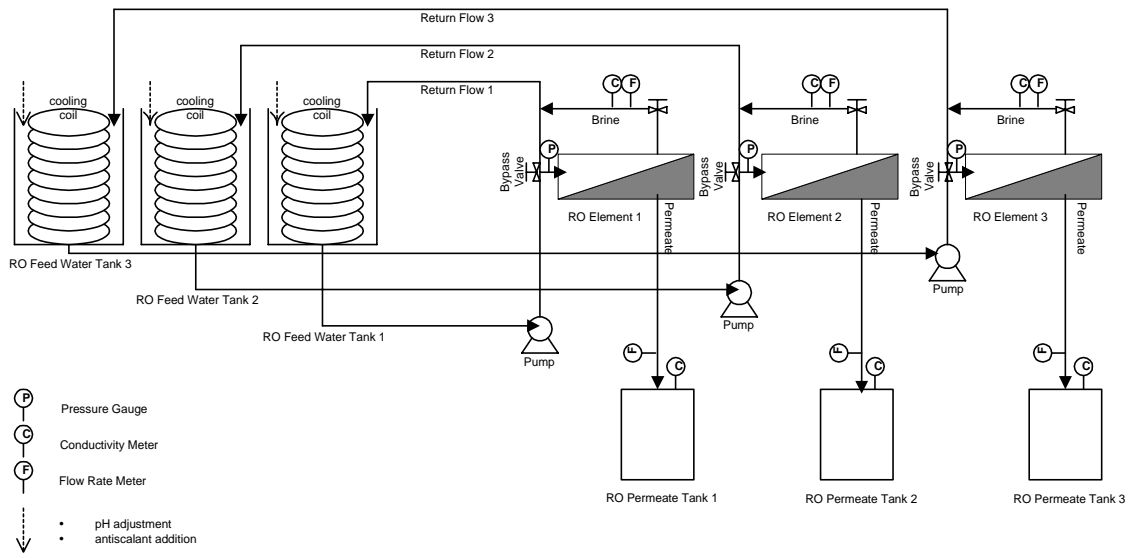 Return Flow 3
Return Flow 2
Return Flow 1
cooling
coil
cooling
coil
cooling
coil
C
F
C
F
C
F
Brine
Brine
Brine
P
P
P
Bypass
Valve
Bypass
Valve
Bypass
Valve
RO Element 1
RO Element 2
RO Element 3
Permeate
Permeate
Permeate
RO Feed Water Tank 3
RO Feed Water Tank 2
RO Feed Water Tank 1
Pump
Pump
Pump
F
C
F
C
F
C
RO Permeate Tank 1
RO Permeate Tank 2
RO Permeate Tank 3
P
Pressure Gauge
C
Conductivity Meter
F
Flow Rate Meter
• pH adjustment
• antiscalant addition